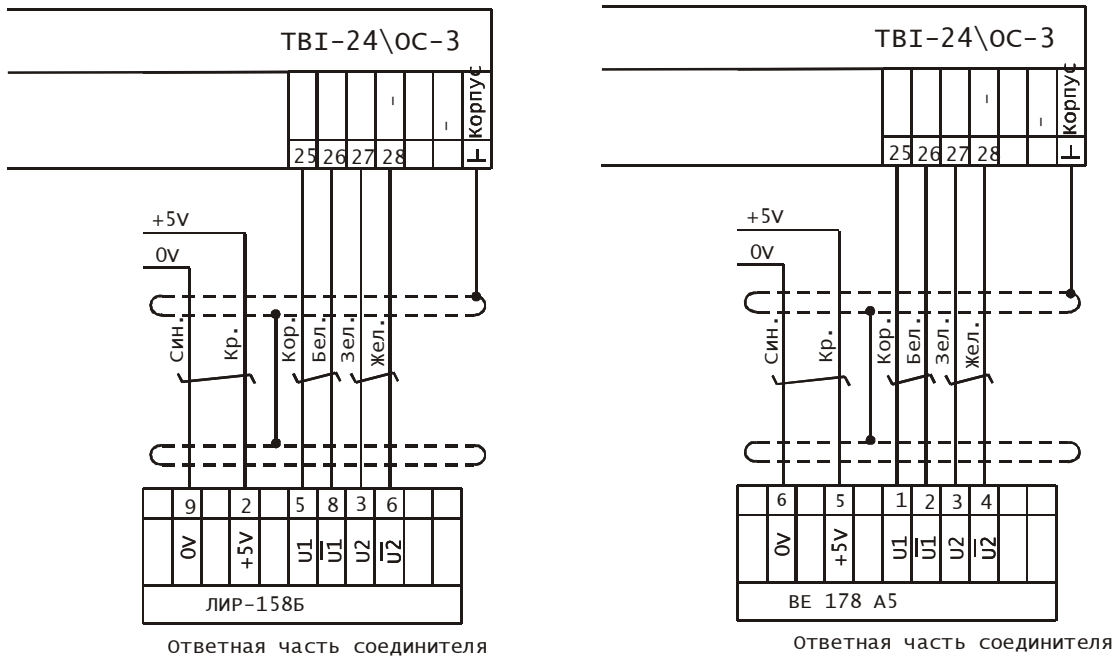 TBI-24\OC-3
Корпус
-
-
25 26 27 28
+5V
0V
Син.
Кр.
Кор.
Бел.
Зел.
Жел.
9 2 5 8 3 6
0V
+5V
U1
U1
U2
U2
ЛИР-158Б
Ответная часть соединителя
TBI-24\OC-3
Корпус
-
-
25 26 27 28
+5V
0V
Син.
Кр.
Кор.
Бел.
Зел.
Жел.
6 5 1 2 3 4
0V
+5V
U1
U1
U2
U2
ВЕ 178 А5
Ответная часть соединителя